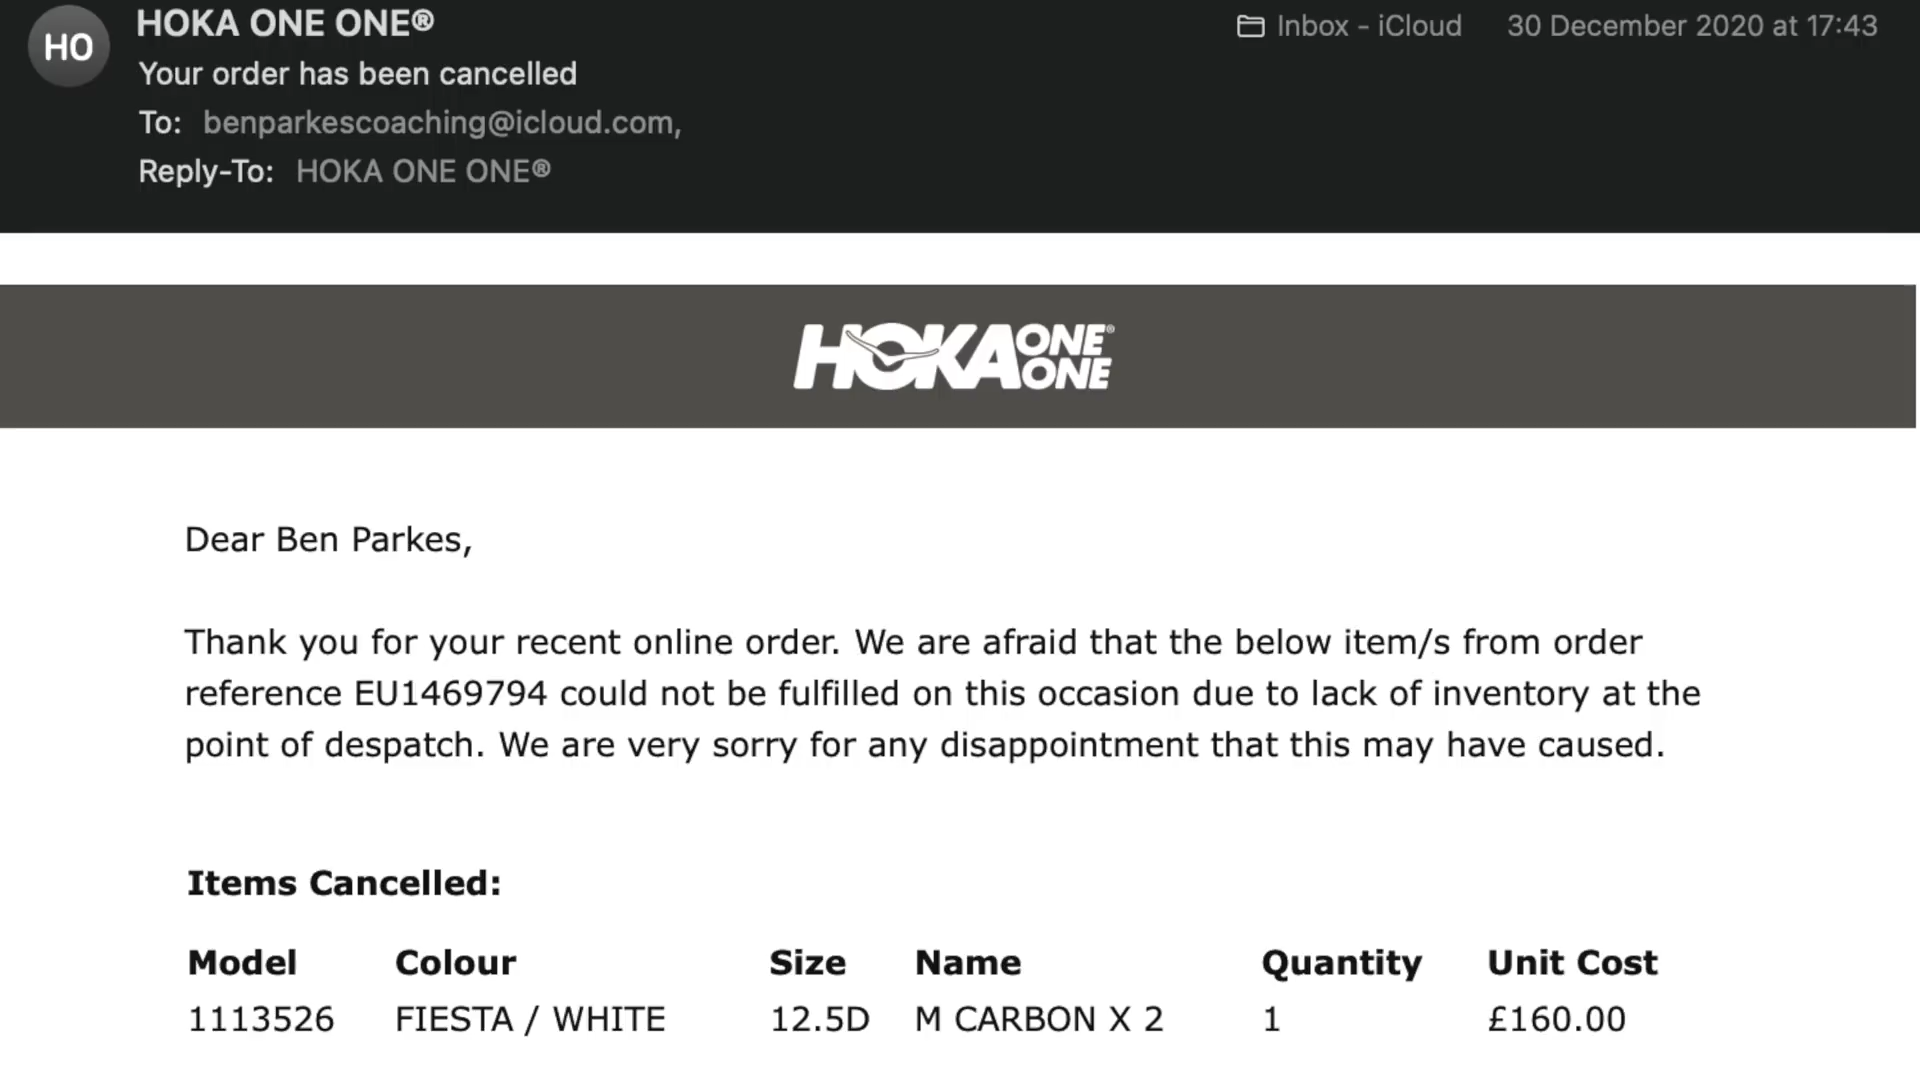 HO
HOKA ONE ONE®
Inbox - iCloud 30 December 2020 at 17:43
Your order has been cancelled
To: benparkescoaching@icloud.com,
Reply-To: HOKA ONE ONE®
HOKA ONE ONE®
Dear Ben Parkes,
Thank you for your recent online order. We are afraid that the below item/s from order
reference EU1469794 could not be fulfilled on this occasion due to lack of inventory at the
point of despatch. We are very sorry for any disappointment that this may have caused.
Items Cancelled:
Model Colour Size Name Quantity Unit Cost
1113526 FIESTA / WHITE 12.5D M CARBON X 2 1 £160.00